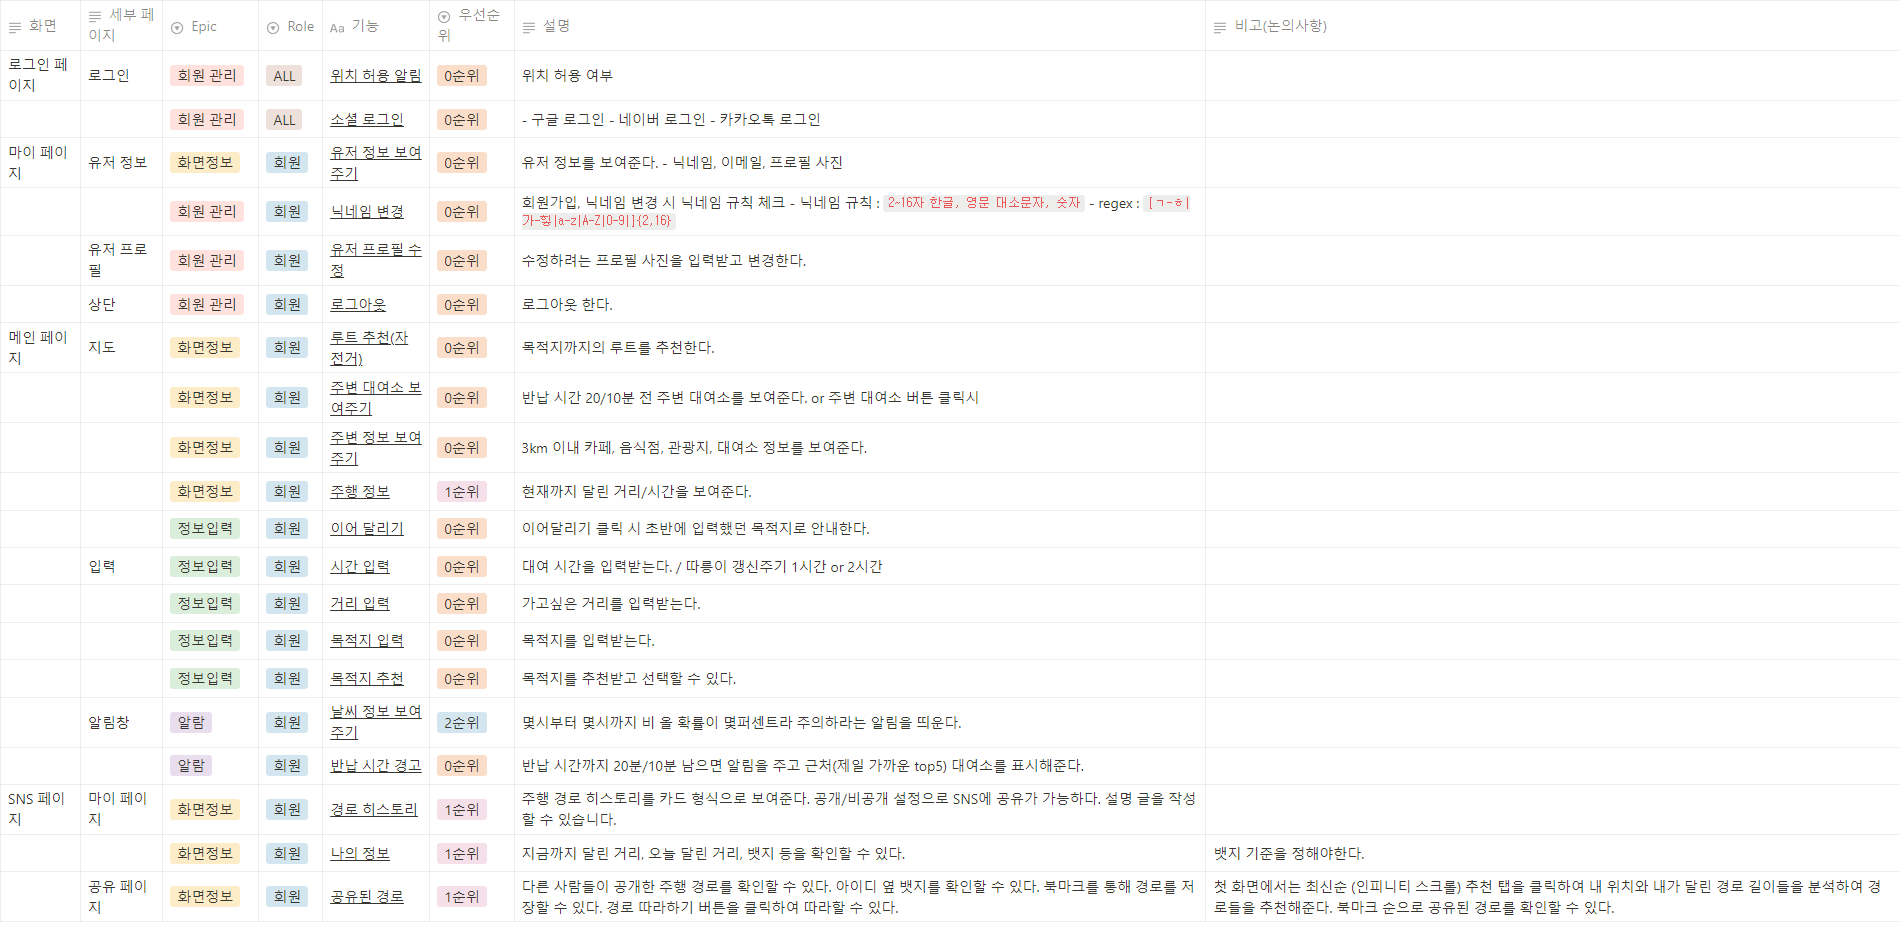 화면 세부 페이지 Epic Role Aa 기능 우선순위 설명 비고(논의사항)
로그인 페이지 로그인 회원 관리 ALL 위치 허용 알림 0순위 위치 허용 여부
회원 관리 ALL 소셜 로그인 0순위 - 구글 로그인 - 네이버 로그인 - 카카오톡 로그인
마이 페이지 유저 정보 화면정보 회원 유저 정보 보여주기 0순위 유저 정보를 보여준다. - 닉네임, 이메일, 프로필 사진
회원 관리 회원 닉네임 변경 0순위 회원가입, 닉네임 변경 시 닉네임 규칙 체크 - 닉네임 규칙 : 2~16자 한글, 영문 대소문자, 숫자 - regex : [ㄱ-ㅎ|가-힣|a-z|A-Z|0-9|]{2,16}
유저 프로필 회원 관리 회원 유저 프로필 수정 0순위 수정하려는 프로필 사진을 입력받고 변경한다.
상단 회원 관리 회원 로그아웃 0순위 로그아웃 한다.
메인 페이지 지도 화면정보 회원 루트 추천(자전거) 0순위 목적지까지의 루트를 추천한다.
화면정보 회원 주변 대여소 보여주기 0순위 반납 시간 20/10분 전 주변 대여소를 보여준다. or 주변 대여소 버튼 클릭시
화면정보 회원 주변 정보 보여주기 0순위 3km 이내 카페, 음식점, 관광지, 대여소 정보를 보여준다.
화면정보 회원 주행 정보 1순위 현재까지 달린 거리/시간을 보여준다.
정보입력 회원 이어 달리기 0순위 이어달리기 클릭 시 초반에 입력했던 목적지로 안내한다.
입력 정보입력 회원 시간 입력 0순위 대여 시간을 입력받는다. / 따릉이 갱신주기 1시간 or 2시간
정보입력 회원 거리 입력 0순위 가고싶은 거리를 입력받는다.
정보입력 회원 목적지 입력 0순위 목적지를 입력받는다.
정보입력 회원 목적지 추천 0순위 목적지를 추천받고 선택할 수 있다.
알림창 알람 회원 날씨 정보 보여주기 2순위 몇시부터 몇시까지 비 올 확률이 몇퍼센트라 주의하라는 알림을 띄운다.
알람 회원 반납 시간 경고 0순위 반납 시간까지 20분/10분 남으면 알림을 주고 근처(제일 가까운 top5) 대여소를 표시해준다.
SNS 페이지 마이 페이지 화면정보 회원 경로 히스토리 1순위 주행 경로 히스토리를 카드 형식으로 보여준다. 공개/비공개 설정으로 SNS에 공유가 가능하다. 설명 글을 작성할 수 있습니다.
화면정보 회원 나의 정보 1순위 지금까지 달린 거리, 오늘 달린 거리, 뱃지 등을 확인할 수 있다. 뱃지 기준을 정해야한다.
공유 페이지 화면정보 회원 공유된 경로 1순위 다른 사람들이 공개한 주행 경로를 확인할 수 있다. 아이디 옆 뱃지를 확인할 수 있다. 북마크를 통해 경로를 저장할 수 있다. 경로 따라하기 버튼을 클릭하여 따라할 수 있다. 첫 화면에서는 최신순 (인피니티 스크롤) 추천 탭을 클릭하여 내 위치와 내가 달린 경로 길이들을 분석하여 경로들을 추천해준다. 북마크 순으로 공유된 경로를 확인할 수 있다.